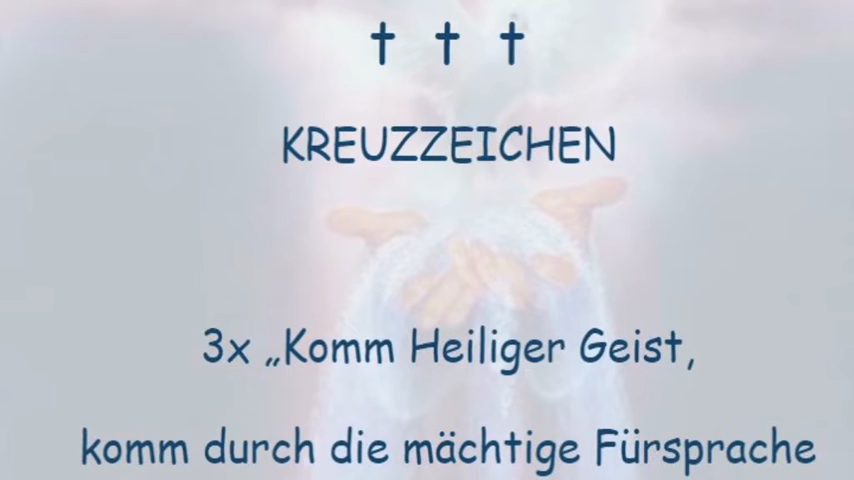 † † †
KREUZZEICHEN
3x „Komm Heiliger Geist,
komm durch die mächtige Fürsprache